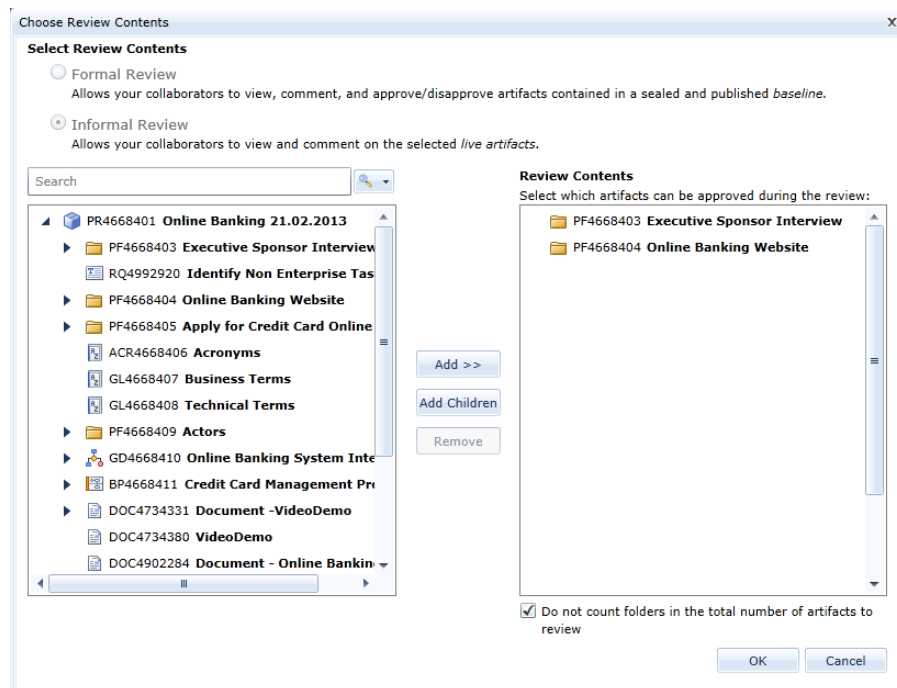 Choose Review Contents
X
Select Review Contents
Formal Review
Allows your collaborators to view, comment, and approve/disapprove artifacts contained in a sealed and published baseline.
Informal Review
Allows your collaborators to view and comment on the selected live artifacts.
Search
PR4668401 Online Banking 21.02.2013
PF4668403 Executive Sponsor Interview
RQ4992920 Identify Non Enterprise Tas
PF4668404 Online Banking Website
PF4668405 Apply for Credit Card Online
ACR4668406 Acronyms
GL4668407 Business Terms
GL4668408 Technical Terms
PF4668409 Actors
GD4668410 Online Banking System Inte
BP4668411 Credit Card Management Pro
DOC4734331 Document -VideoDemo
DOC4734380 VideoDemo
DOC4902284 Document - Online Bankin
Add >>
Add Children
Remove
Review Contents
Select which artifacts can be approved during the review:
PF4668403 Executive Sponsor Interview
PF4668404 Online Banking Website
Do not count folders in the total number of artifacts to
review
OK
Cancel